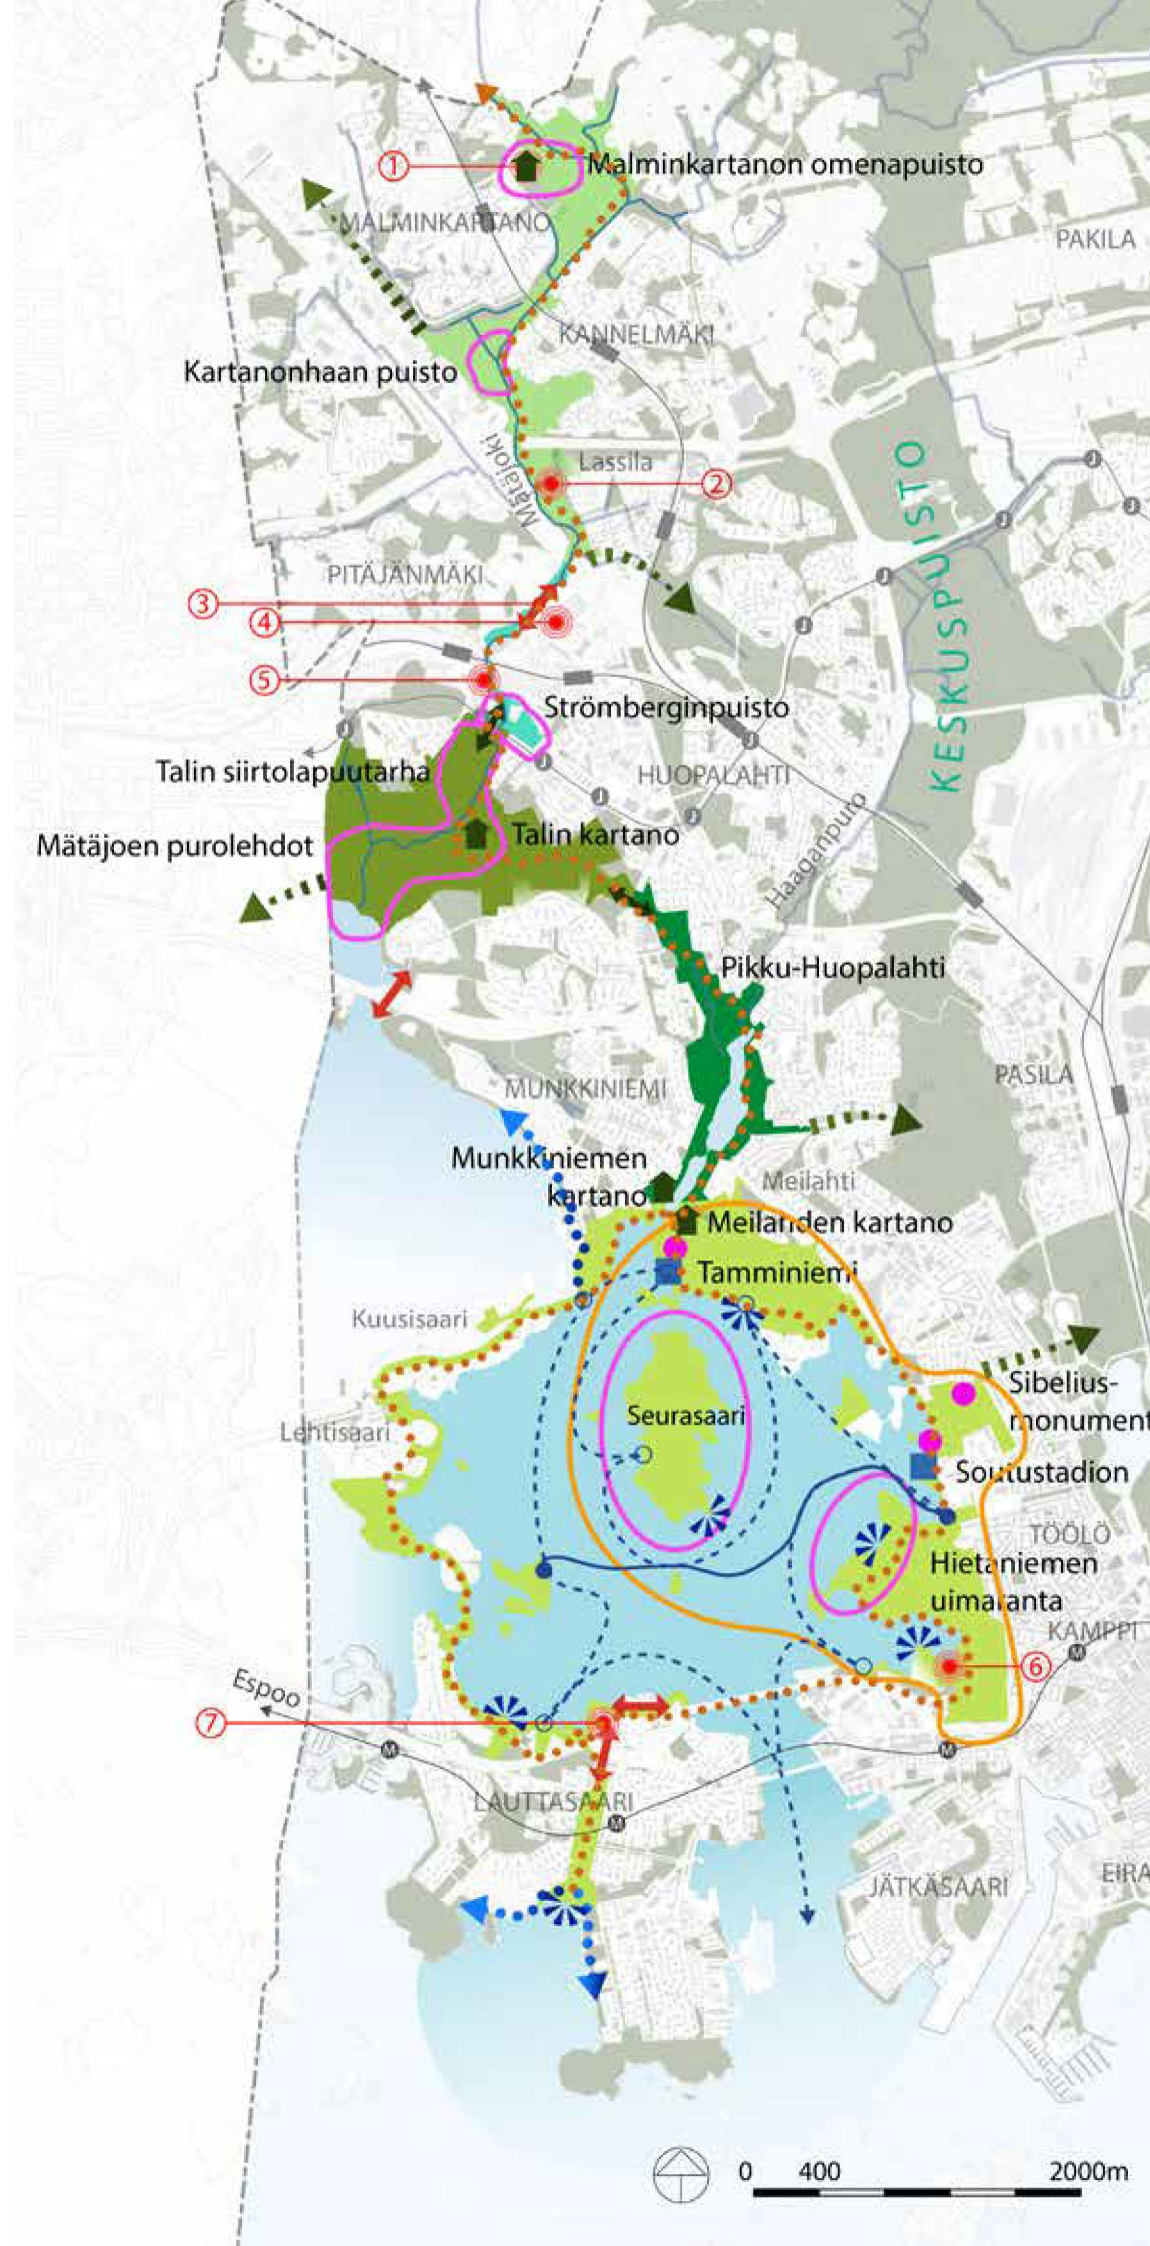 ①
Malminkartanon omenapuisto
MALMINKARTANO
PAKILA
KANNELMÄKI
Kartanonhaan puisto
Mätäjoki
Lassila
②
KESKUSPUISTO
J
J
J
J
J
PITÄJÄNMÄKI
③
④
⑤
Strömberginpuisto
J
J
Talin siirtolapuutarha
J
HUOPALAHTI
J
J
Mätäjoen purolehdot
Talin kartano
Haaganpuro
Pikku-Huopalahti
PASILA
MUNKKINIEMI
Munkkiniemen
kartano
Meilahti
Meilahden kartano
Tamminiemi
Kuusisaari
Sibelius-
monument
Seurasaari
Lehtisaari
Soutustadion
TÖÖLÖ
Hietaniemen
uimaranta
KAMPPI
M
⑥
Espoo
⑦
M
M
LAUTTASAARI
M
JÄTKÄSAARI
EIRA
0 400 2000m